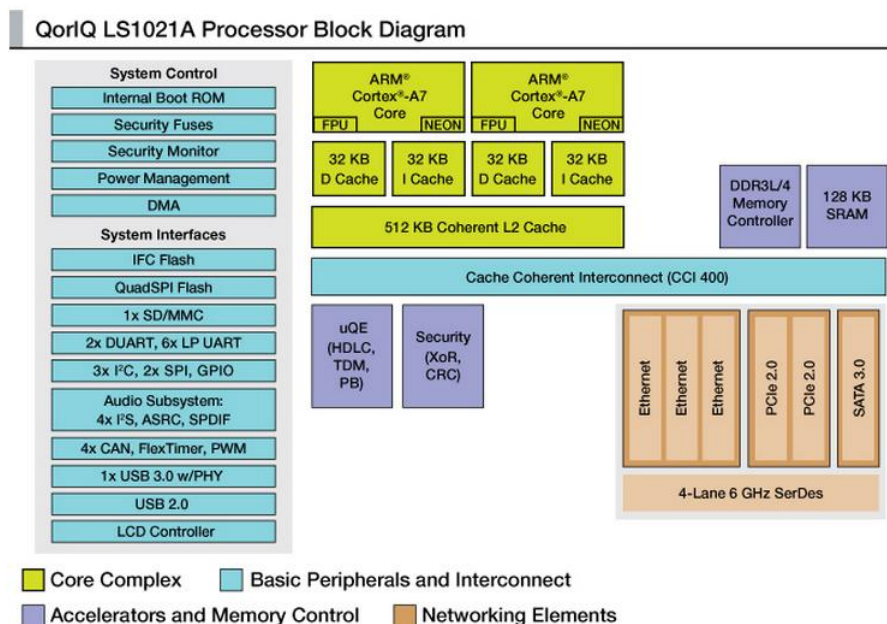 QorIQ LS1021A Processor Block Diagram
System Control
Internal Boot ROM
Security Fuses
Security Monitor
Power Management
DMA
System Interfaces
IFC Flash
QuadSPI Flash
1x SD/MMC
2x DUART, 6x LP UART
3x I²C, 2x SPI, GPIO
Audio Subsystem:
4x I²S, ASRC, SPDIF
4x CAN, FlexTimer, PWM
1x USB 3.0 w/PHY
USB 2.0
LCD Controller
ARM®
Cortex®-A7
Core
FPU
NEON
ARM®
Cortex®-A7
Core
FPU
NEON
32 KB
D Cache
32 KB
I Cache
32 KB
D Cache
32 KB
I Cache
512 KB Coherent L2 Cache
DDR3L/4
Memory
Controller
128 KB
SRAM
Cache Coherent Interconnect (CCI 400)
uQE
(HDLC,
TDM,
PB)
Security
(XoR,
CRC)
Ethernet
Ethernet
Ethernet
PCIe 2.0
PCIe 2.0
SATA 3.0
4-Lane 6 GHz SerDes
Core Complex
Basic Peripherals and Interconnect
Accelerators and Memory Control
Networking Elements